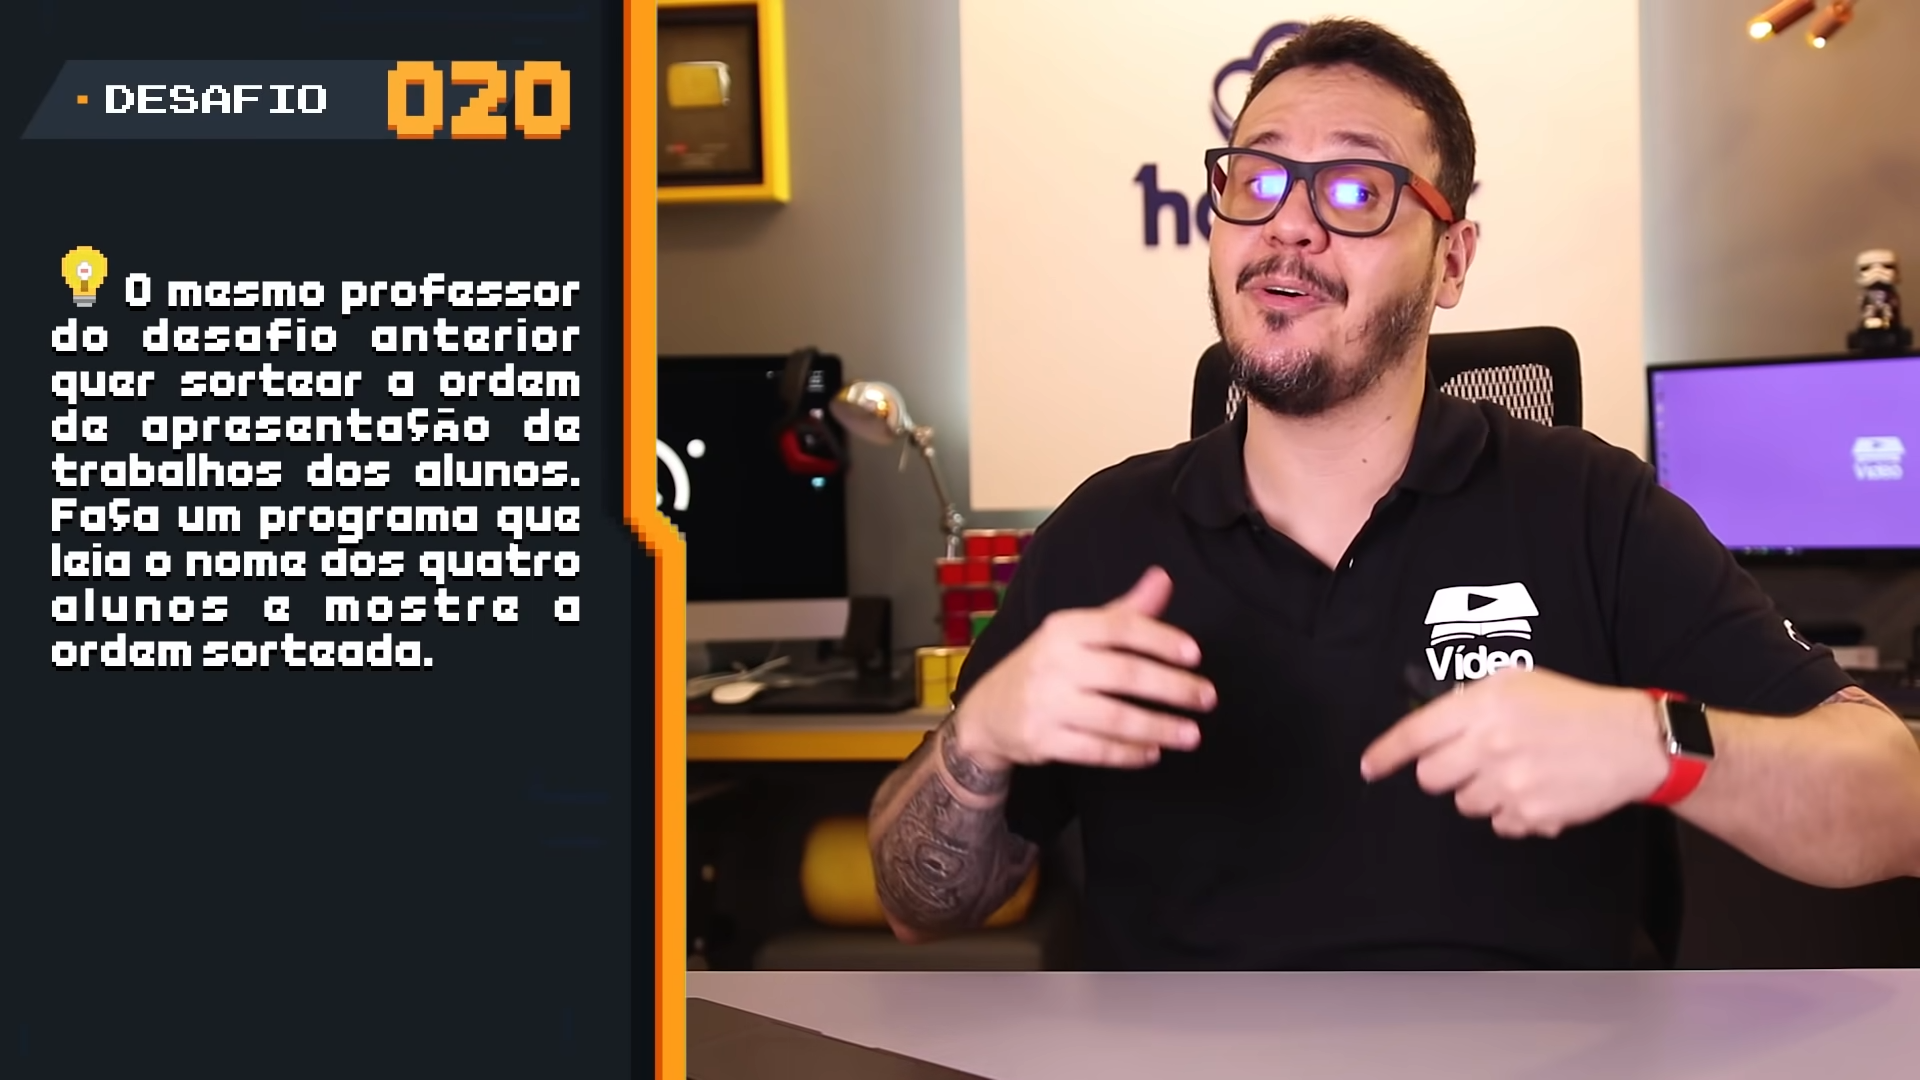 DESAFIO 020
O mesmo professor
do desafio anterior
quer sortear a ordem
de apresentação de
trabalhos dos alunos.
Faça um programa que
leia o nome dos quatro
alunos e mostre a
ordem sorteada.
Vídeo
Vídeo